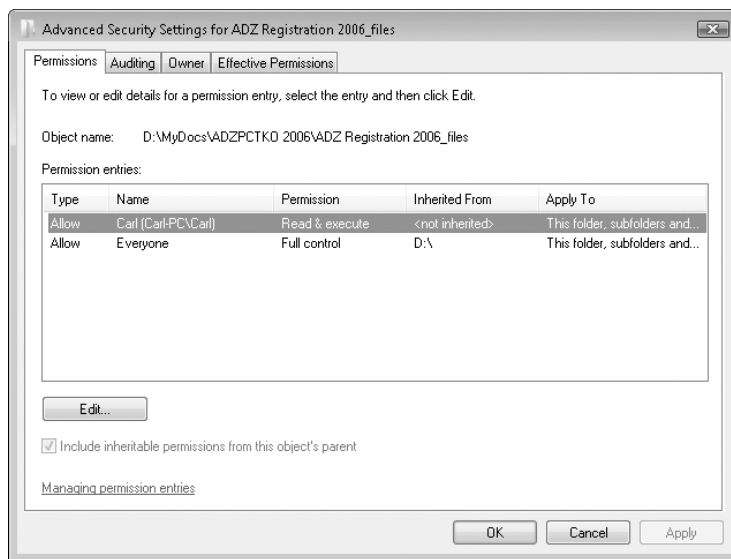 Advanced Security Settings for ADZ Registration 2006_files
Permissions Auditing Owner Effective Permissions
To view or edit details for a permission entry, select the entry and then click Edit.
Object name: D:\MyDocs\ADZPCTKO 2006\ADZ Registration 2006_files
Permission entries:
Type Name Permission Inherited From Apply To
Allow Carl (Carl-PC\Carl) Read & execute <not inherited> This folder, subfolders and...
Allow Everyone Full control D:\ This folder, subfolders and...
Edit...
Include inheritable permissions from this object's parent
Managing permission entries
OK Cancel Apply